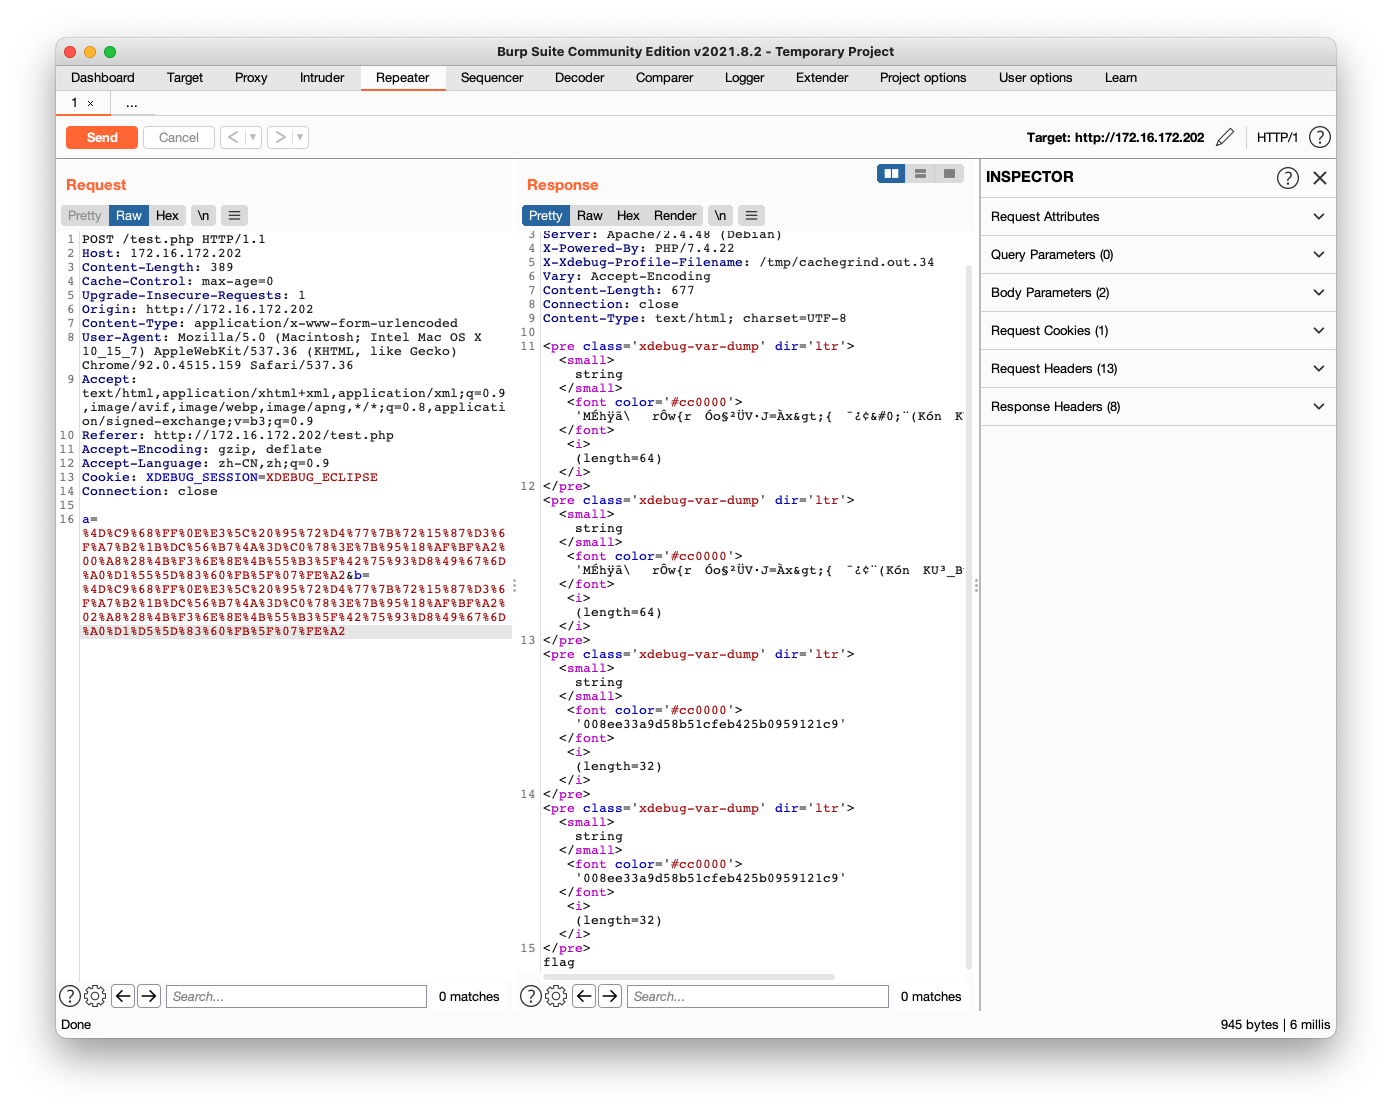 Burp Suite Community Edition v2021.8.2 - Temporary Project
Dashboard Target Proxy Intruder Repeater Sequencer Decoder Comparer Logger Extender Project options User options Learn
1 × ...
Send Cancel < > Target: http://172.16.172.202 HTTP/1 ?
Request
Pretty Raw Hex \n
1 POST /test.php HTTP/1.1
2 Host: 172.16.172.202
3 Content-Length: 389
4 Cache-Control: max-age=0
5 Upgrade-Insecure-Requests: 1
6 Origin: http://172.16.172.202
7 Content-Type: application/x-www-form-urlencoded
8 User-Agent: Mozilla/5.0 (Macintosh; Intel Mac OS X
10_15_7) AppleWebKit/537.36 (KHTML, like Gecko)
Chrome/92.0.4515.159 Safari/537.36
9 Accept:
text/html,application/xhtml+xml,application/xml;q=0.9
,image/avif,image/webp,image/apng,*/*;q=0.8,applicati
on/signed-exchange;v=b3;q=0.9
10 Referer: http://172.16.172.202/test.php
11 Accept-Encoding: gzip, deflate
12 Accept-Language: zh-CN,zh;q=0.9
13 Cookie: XDEBUG_SESSION=XDEBUG_ECLIPSE
14 Connection: close
15
16 a=
%4D%C9%68%FF%0E%E3%5C%20%95%72%D4%77%7B%72%15%87%D3%6
F%A7%B2%1B%DC%56%B7%4A%3D%C0%78%3E%7B%95%18%AF%BF%A2%
00%A8%28%4B%F3%6E%8E%4B%55%B3%5F%42%75%93%D8%49%67%6D
%A0%D1%55%5D%83%60%FB%5F%07%FE%A2&b=
%4D%C9%68%FF%0E%E3%5C%20%95%72%D4%77%7B%72%15%87%D3%6
F%A7%B2%1B%DC%56%B7%4A%3D%C0%78%3E%7B%95%18%AF%BF%A2%
02%A8%28%4B%F3%6E%8E%4B%55%B3%5F%42%75%93%D8%49%67%6D
%A0%D1%D5%5D%83%60%FB%5F%07%FE%A2
? Search... 0 matches
Response
Pretty Raw Hex Render \n
3 Server: Apache/2.4.48 (Debian)
4 X-Powered-By: PHP/7.4.22
5 X-Xdebug-Profile-Filename: /tmp/cachegrind.out.34
6 Vary: Accept-Encoding
7 Content-Length: 677
8 Connection: close
9 Content-Type: text/html; charset=UTF-8
10
11 <pre class='xdebug-var-dump' dir='ltr'>
<small>
string
</small>
<font color='#cc0000'>
'MÉhÿã\ rÔw{r Óo§²ÜV·J=Àx&gt;{ ¯¿¢&#0;¨(Kón K
</font>
<i>
(length=64)
</i>
12 </pre>
<pre class='xdebug-var-dump' dir='ltr'>
<small>
string
</small>
<font color='#cc0000'>
'MÉhÿã\ rÔw{r Óo§²ÜV·J=Àx&gt;{ ¯¿¢¨(Kón KU³_B
</font>
<i>
(length=64)
</i>
13 </pre>
<pre class='xdebug-var-dump' dir='ltr'>
<small>
string
</small>
<font color='#cc0000'>
'008ee33a9d58b51cfeb425b0959121c9'
</font>
<i>
(length=32)
</i>
14 </pre>
<pre class='xdebug-var-dump' dir='ltr'>
<small>
string
</small>
<font color='#cc0000'>
'008ee33a9d58b51cfeb425b0959121c9'
</font>
<i>
(length=32)
</i>
15 </pre>
flag
? Search... 0 matches
INSPECTOR ?
Request Attributes
Query Parameters (0)
Body Parameters (2)
Request Cookies (1)
Request Headers (13)
Response Headers (8)
Done 945 bytes | 6 millis